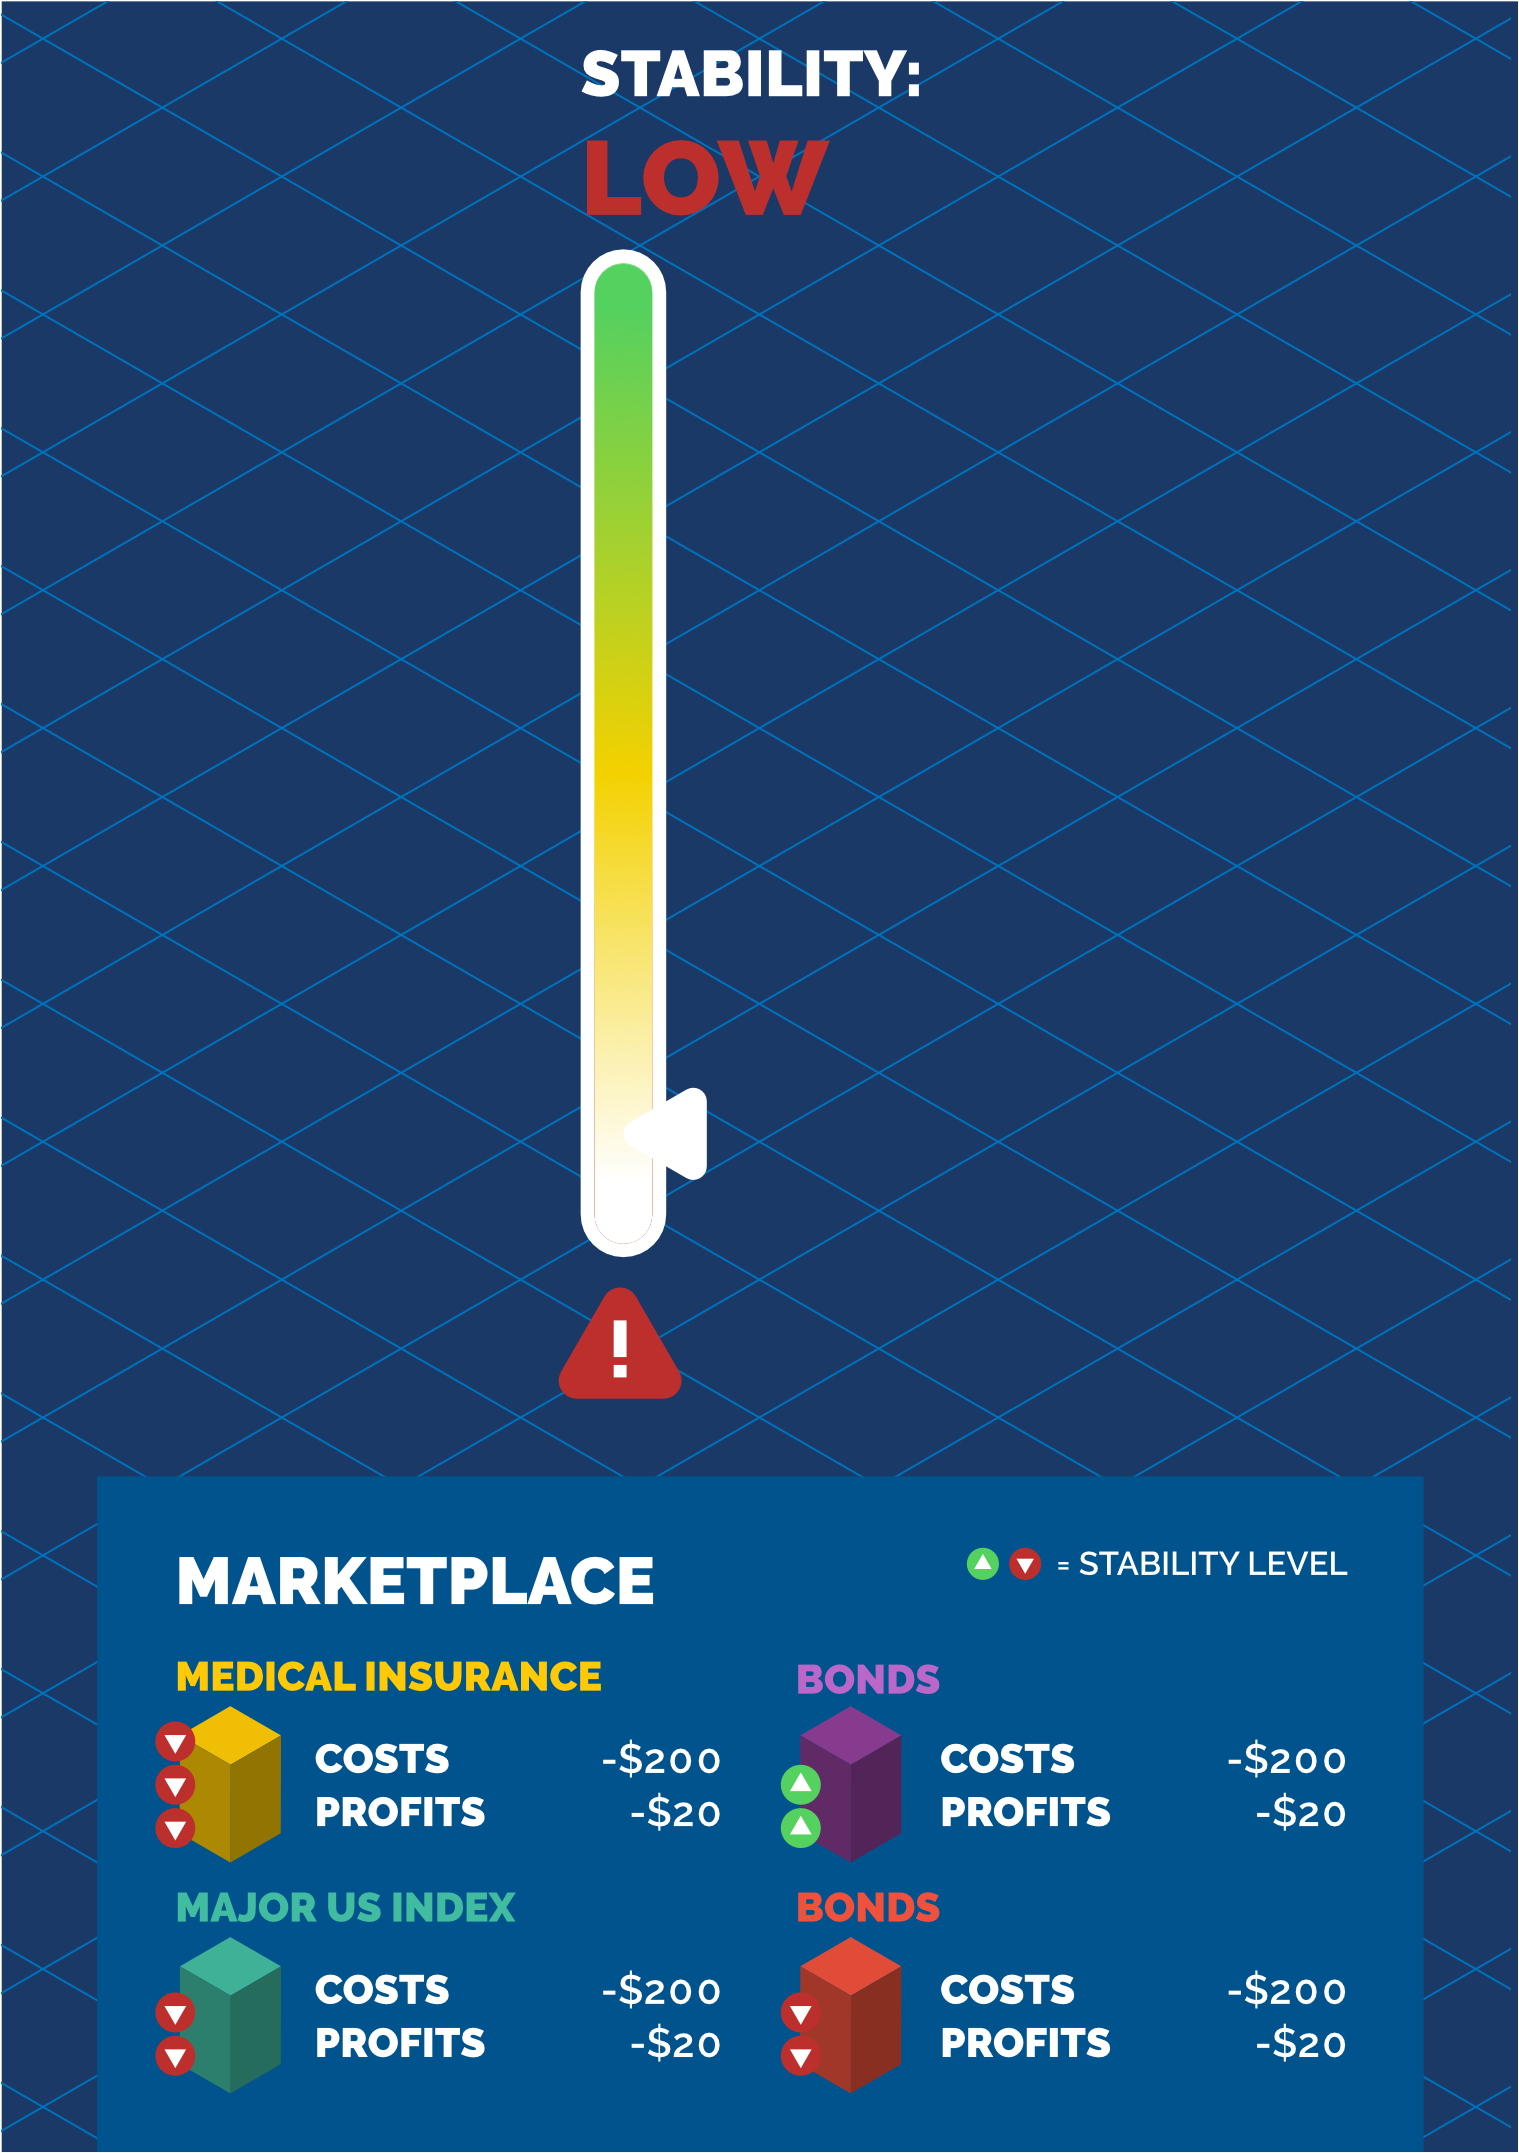 STABILITY:
LOW
!
MARKETPLACE
= STABILITY LEVEL
MEDICAL INSURANCE
COSTS -$200
PROFITS -$20
BONDS
COSTS -$200
PROFITS -$20
MAJOR US INDEX
COSTS -$200
PROFITS -$20
BONDS
COSTS -$200
PROFITS -$20